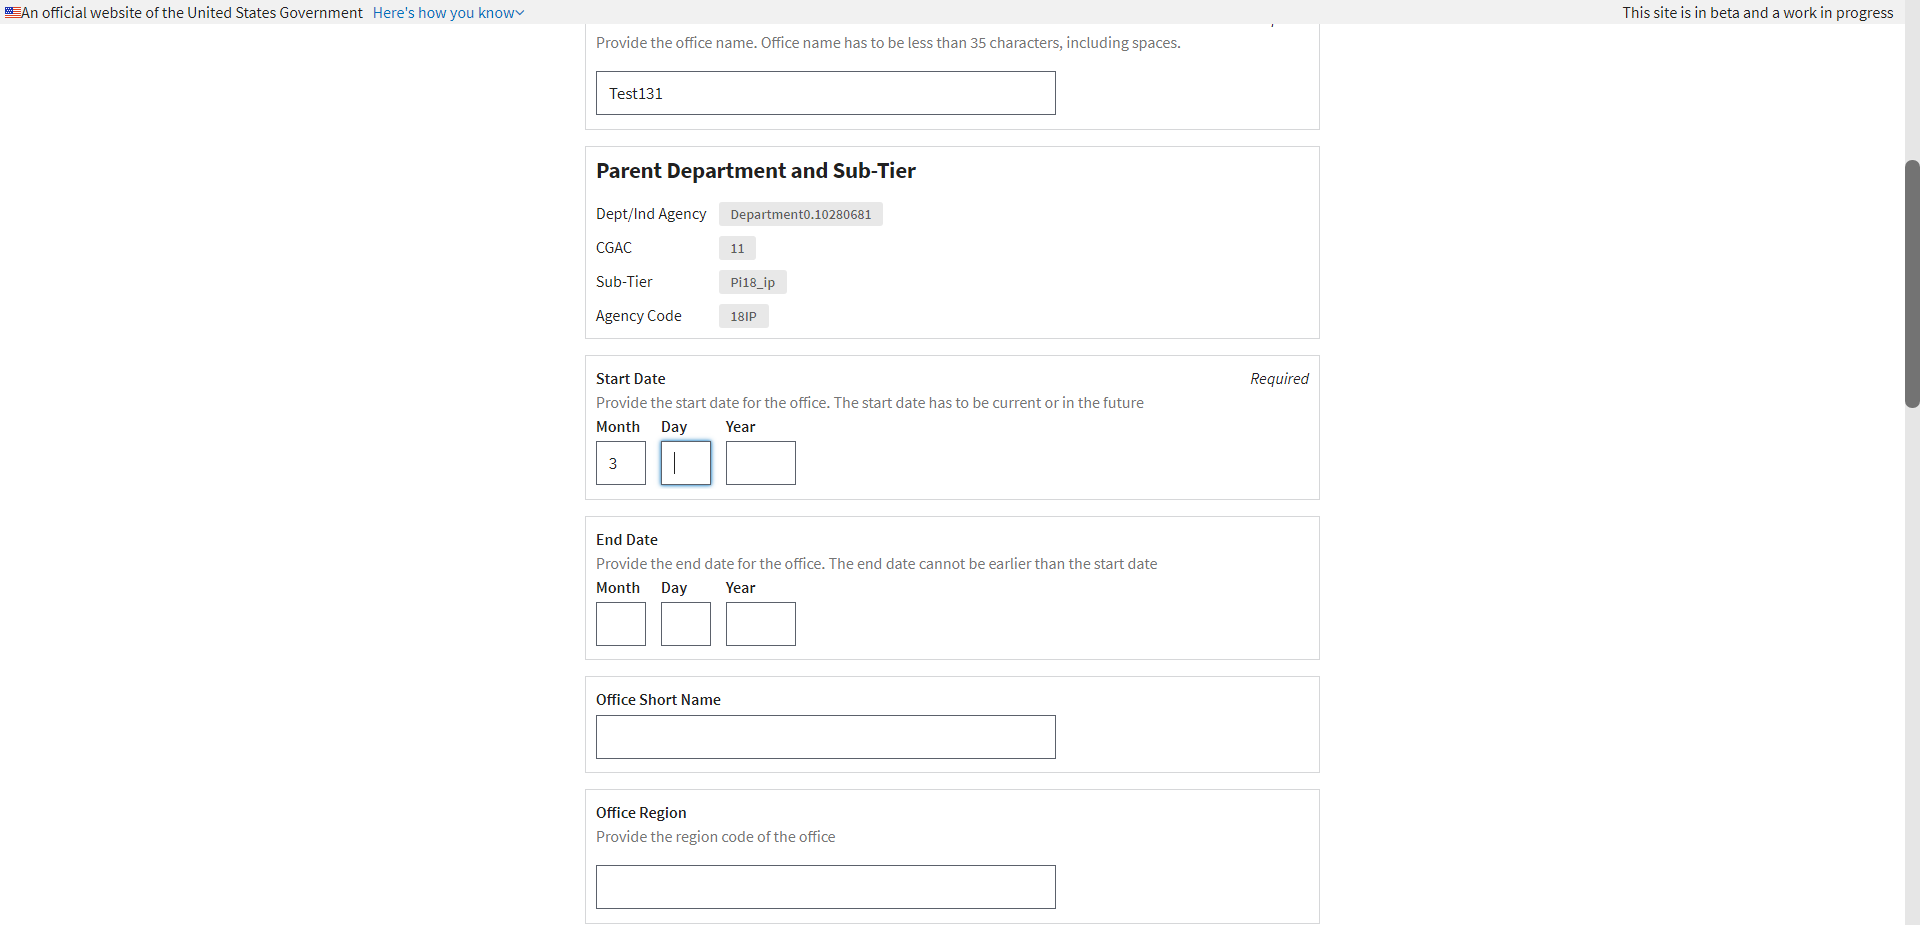 An official website of the United States Government Here's how you know
This site is in beta and a work in progress
Provide the office name. Office name has to be less than 35 characters, including spaces.
Test131
Parent Department and Sub-Tier
Dept/Ind Agency Department0.10280681
CGAC 11
Sub-Tier Pi18_ip
Agency Code 18IP
Start Date Required
Provide the start date for the office. The start date has to be current or in the future
Month Day Year
3
End Date
Provide the end date for the office. The end date cannot be earlier than the start date
Month Day Year
Office Short Name
Office Region
Provide the region code of the office